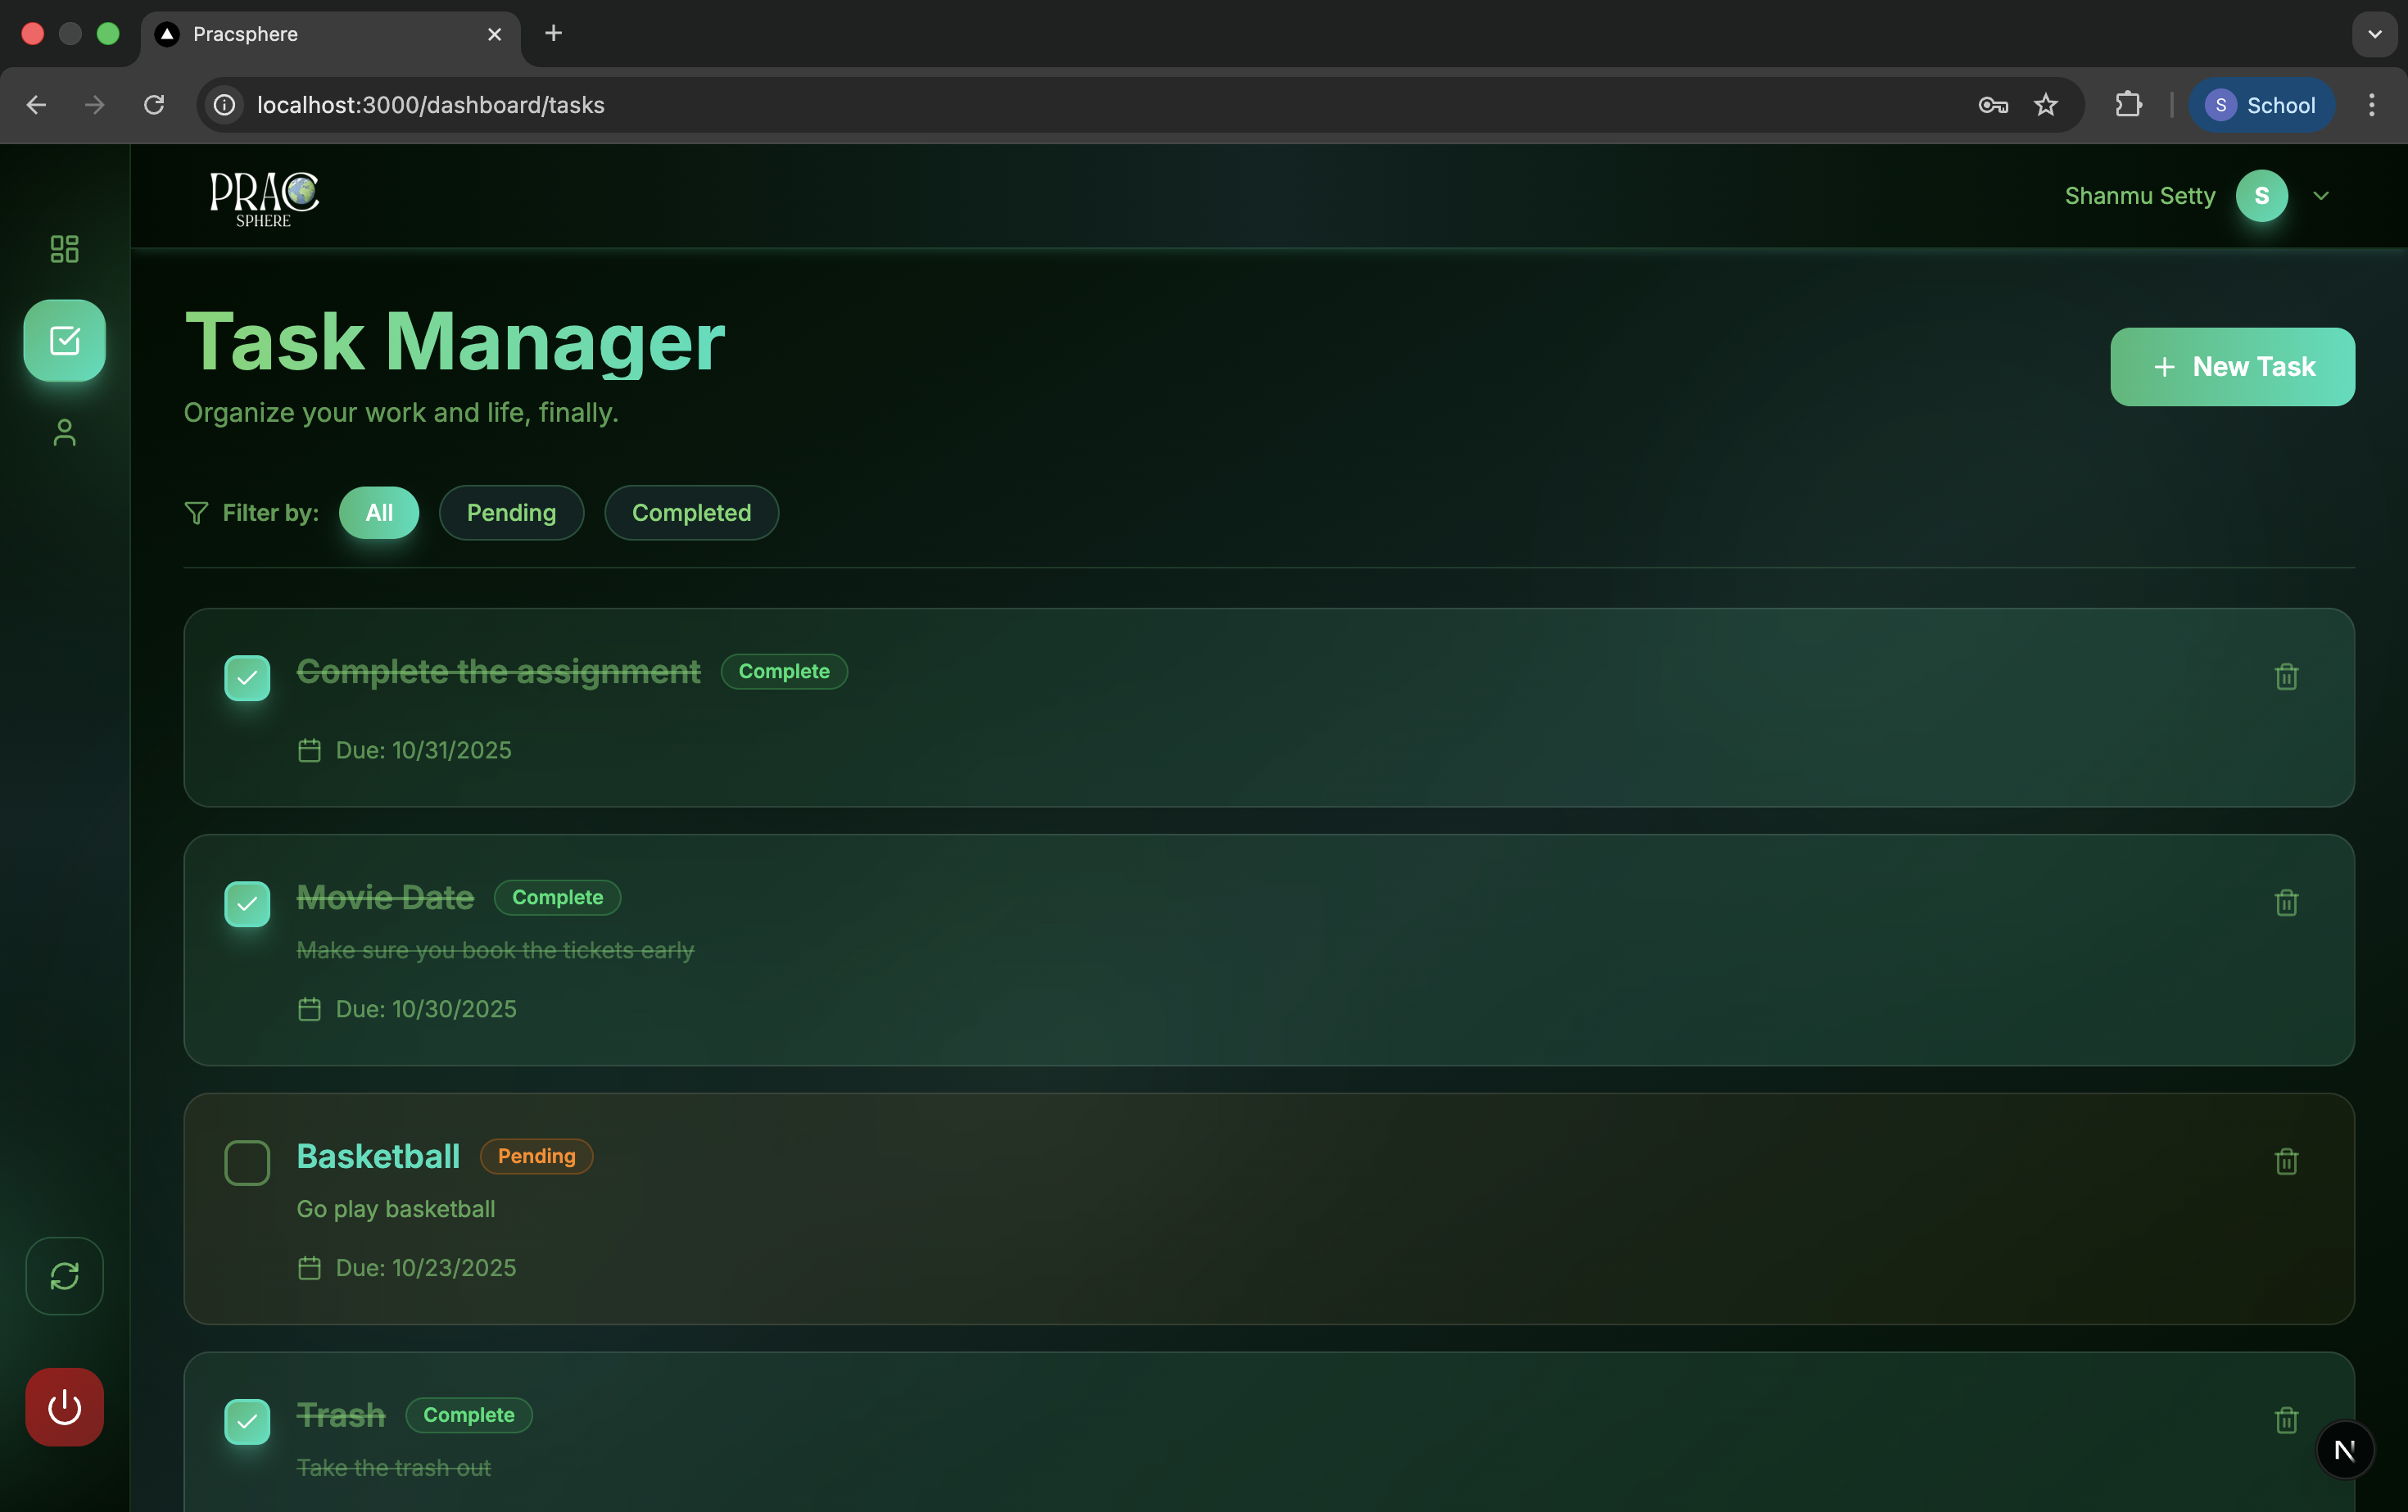 Pracsphere
localhost:3000/dashboard/tasks
S School
PRAC
SPHERE
Shanmu Setty S
Task Manager
New Task
Organize your work and life, finally.
Filter by: All Pending Completed
Complete the assignment Complete
Due: 10/31/2025
Movie Date Complete
Make sure you book the tickets early
Due: 10/30/2025
Basketball Pending
Go play basketball
Due: 10/23/2025
Trash Complete
Take the trash out
N